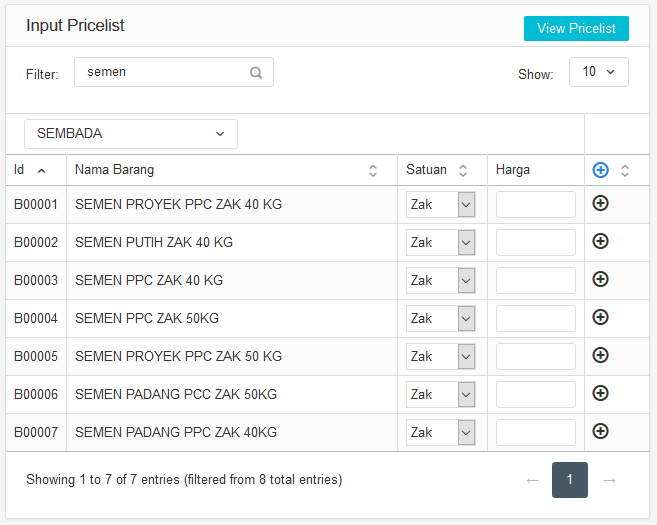 Input Pricelist
View Pricelist
Filter: semen Show: 10
SEMBADA
Id Nama Barang Satuan Harga
B00001 SEMEN PROYEK PPC ZAK 40 KG Zak
B00002 SEMEN PUTIH ZAK 40 KG Zak
B00003 SEMEN PPC ZAK 40 KG Zak
B00004 SEMEN PPC ZAK 50KG Zak
B00005 SEMEN PROYEK PPC ZAK 50 KG Zak
B00006 SEMEN PADANG PCC ZAK 50KG Zak
B00007 SEMEN PADANG PPC ZAK 40KG Zak
Showing 1 to 7 of 7 entries (filtered from 8 total entries) ← 1 →